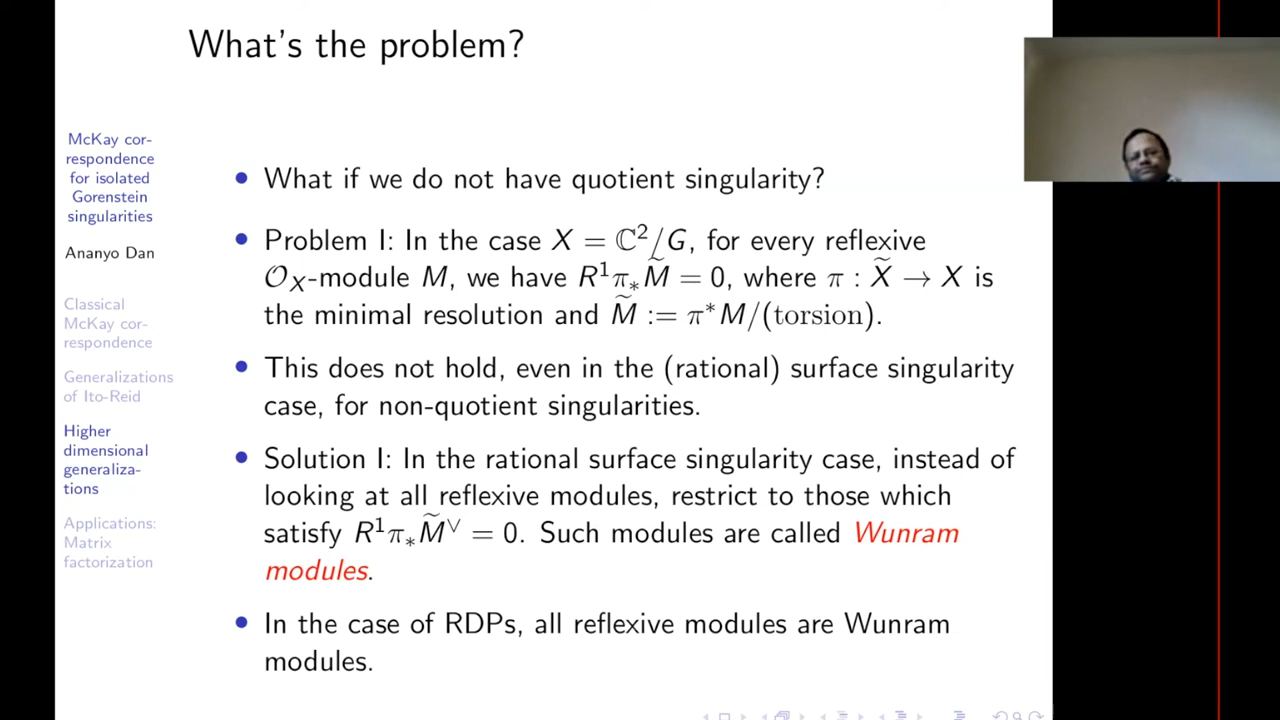 What's the problem?
McKay cor-
respondence
for isolated
Gorenstein
singularities
Ananyo Dan
Classical
McKay cor-
respondence
Generalizations
of Ito-Reid
Higher
dimensional
generaliza-
tions
Applications:
Matrix
factorization
• What if we do not have quotient singularity?
• Problem I: In the case X = ℂ²/G, for every reflexive
𝒪_X-module M, we have R¹π_*M̃ = 0, where π : X̃ → X is
the minimal resolution and M̃ := π*M/(torsion).
• This does not hold, even in the (rational) surface singularity
case, for non-quotient singularities.
• Solution I: In the rational surface singularity case, instead of
looking at all reflexive modules, restrict to those which
satisfy R¹π_*M̃^∨ = 0. Such modules are called Wunram
modules.
• In the case of RDPs, all reflexive modules are Wunram
modules.